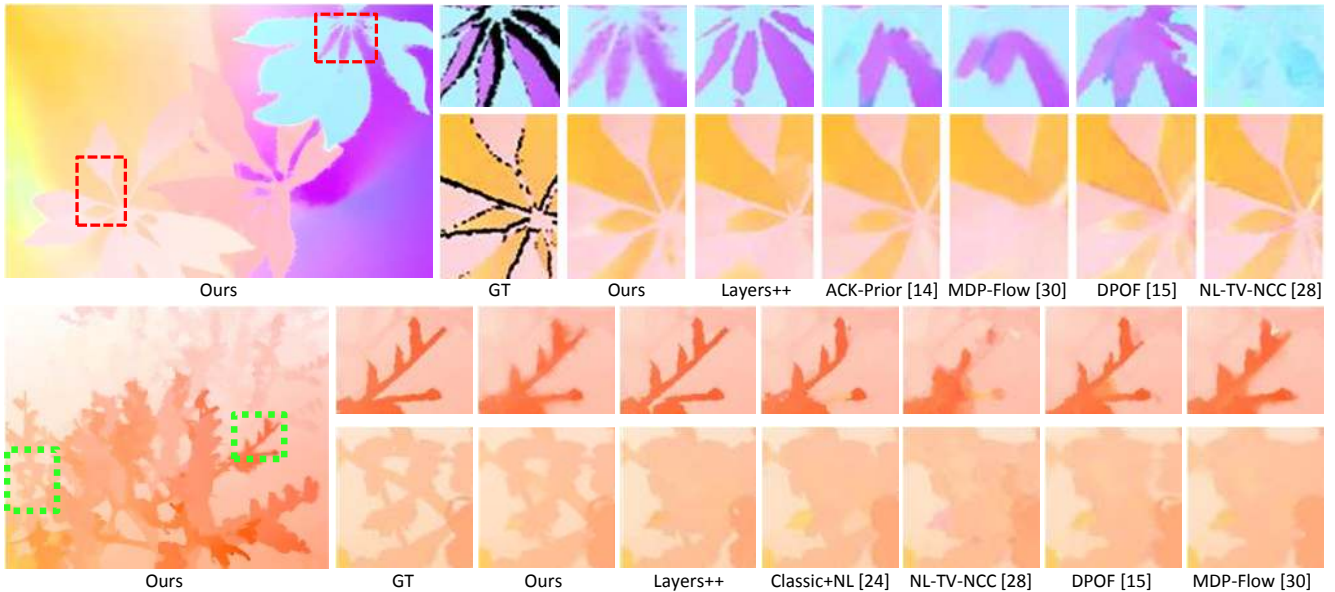 Ours GT Ours Layers++ ACK-Prior [14] MDP-Flow [30] DPOF [15] NL-TV-NCC [28]
Ours GT Ours Layers++ Classic+NL [24] NL-TV-NCC [28] DPOF [15] MDP-Flow [30]